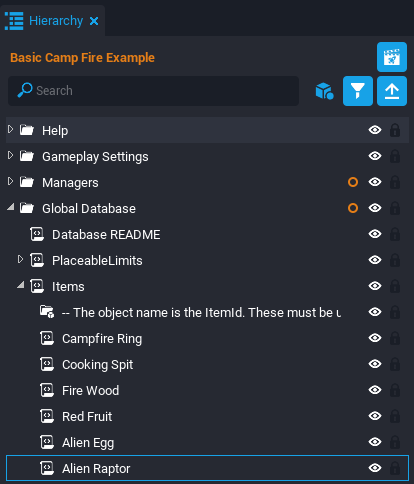 Hierarchy
Basic Camp Fire Example
Search
Help
Gameplay Settings
Managers
Global Database
Database README
PlaceableLimits
Items
-- The object name is the ItemId. These must be u
Campfire Ring
Cooking Spit
Fire Wood
Red Fruit
Alien Egg
Alien Raptor